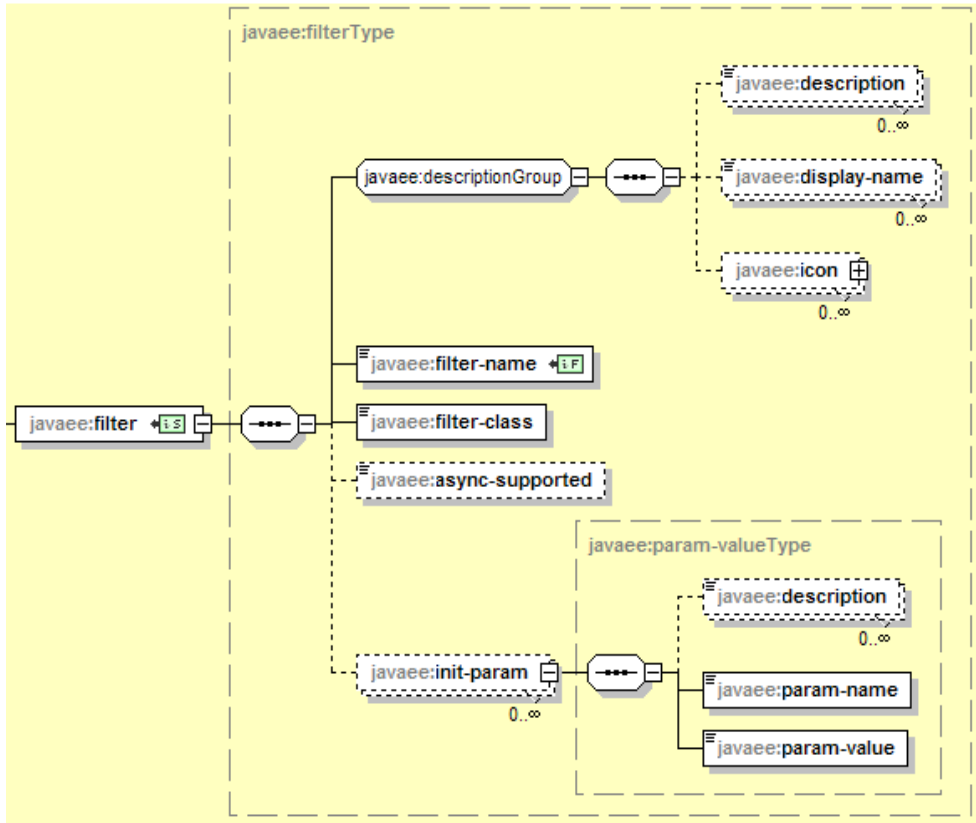 javaee:filterType
javaee:description
0..∞
javaee:descriptionGroup
javaee:display-name
0..∞
javaee:icon
0..∞
javaee:filter-name iF
javaee:filter iS
javaee:filter-class
javaee:async-supported
javaee:param-valueType
javaee:description
0..∞
javaee:init-param
0..∞
javaee:param-name
javaee:param-value